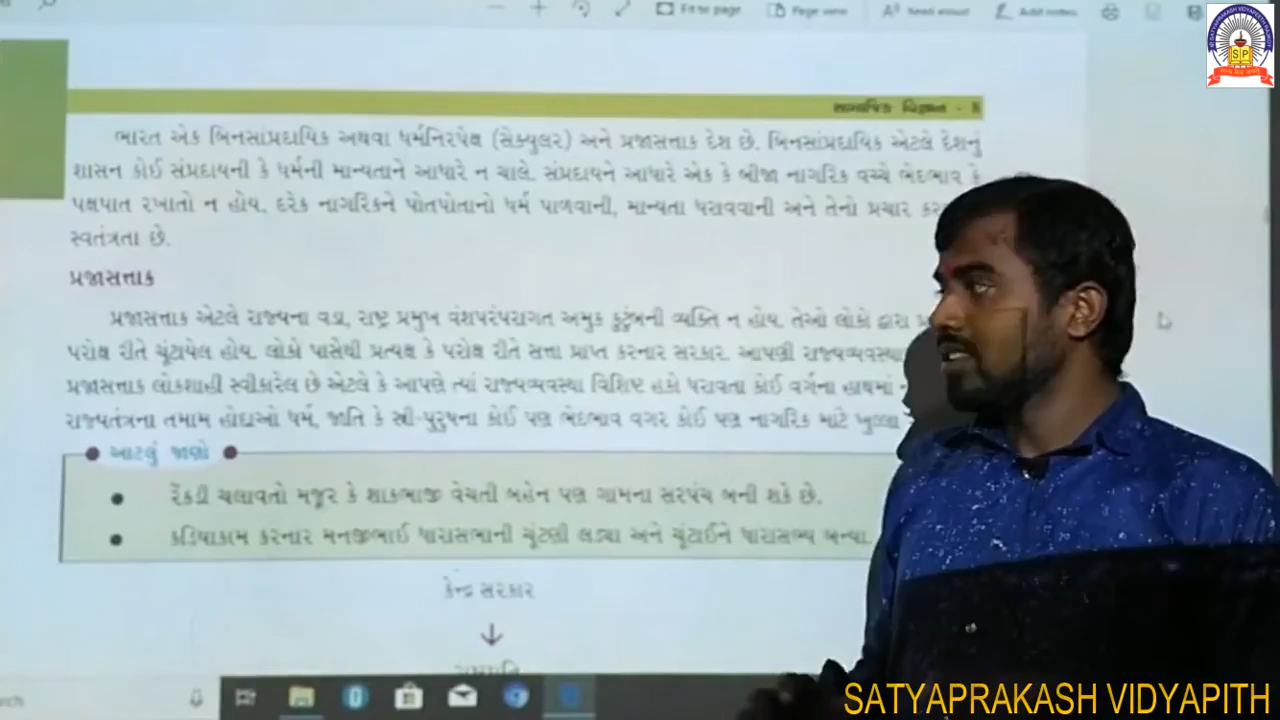 Fit to page
Page view
Read aloud
Add notes
સામાજિક વિજ્ઞાન - 8
ભારત એક બિનસાંપ્રદાયિક અથવા ધર્મનિરપેક્ષ (સેક્યુલર) અને પ્રજાસત્તાક દેશ છે. બિનસાંપ્રદાયિક એટલે દેશનું
શાસન કોઈ સંપ્રદાયની કે ધર્મની માન્યતાને આધારે ન ચાલે. સંપ્રદાયને આધારે એક કે બીજા નાગરિક વચ્ચે ભેદભાવ કે
પક્ષપાત રખાતો ન હોય. દરેક નાગરિકને પોતપોતાનો ધર્મ પાળવાની, માન્યતા ધરાવવાની અને તેનો પ્રચાર
સ્વતંત્રતા છે.
પ્રજાસત્તાક
પ્રજાસત્તાક એટલે રાજ્યના વડા, રાષ્ટ્ર પ્રમુખ વંશપરંપરાગત અમુક કુટુંબની વ્યક્તિ ન હોય. તેઓ લોકો દ્વારા
પરોક્ષ રીતે ચૂંટાયેલ હોય. લોકો પાસેથી પ્રત્યક્ષ કે પરોક્ષ રીતે સત્તા પ્રાપ્ત કરનાર સરકાર. આપણી રાજ્યવ્યવસ્થા
પ્રજાસત્તાક લોકશાહી સ્વીકારેલ છે એટલે કે આપણે ત્યાં રાજ્યવ્યવસ્થા વિશિષ્ટ હકો ધરાવતા કોઈ વર્ગના હાથમાં
રાજ્યતંત્રના તમામ હોદ્દાઓ ધર્મ, જાતિ કે સ્ત્રી-પુરુષના કોઈ પણ ભેદભાવ વગર કોઈ પણ નાગરિક માટે ખુલ્લા
આટલું જાણો
● રેંકડી ચલાવતો મજૂર કે શાકભાજી વેચતી બહેન પણ ગામના સરપંચ બની શકે છે.
● કડિયાકામ કરનાર મનજીભાઈ ધારાસભાની ચૂંટણી લડ્યા અને ચૂંટાઈને ધારાસભ્ય બન્યા.
કેન્દ્ર સરકાર
↓
SP
SATYAPRAKASH VIDYAPITH